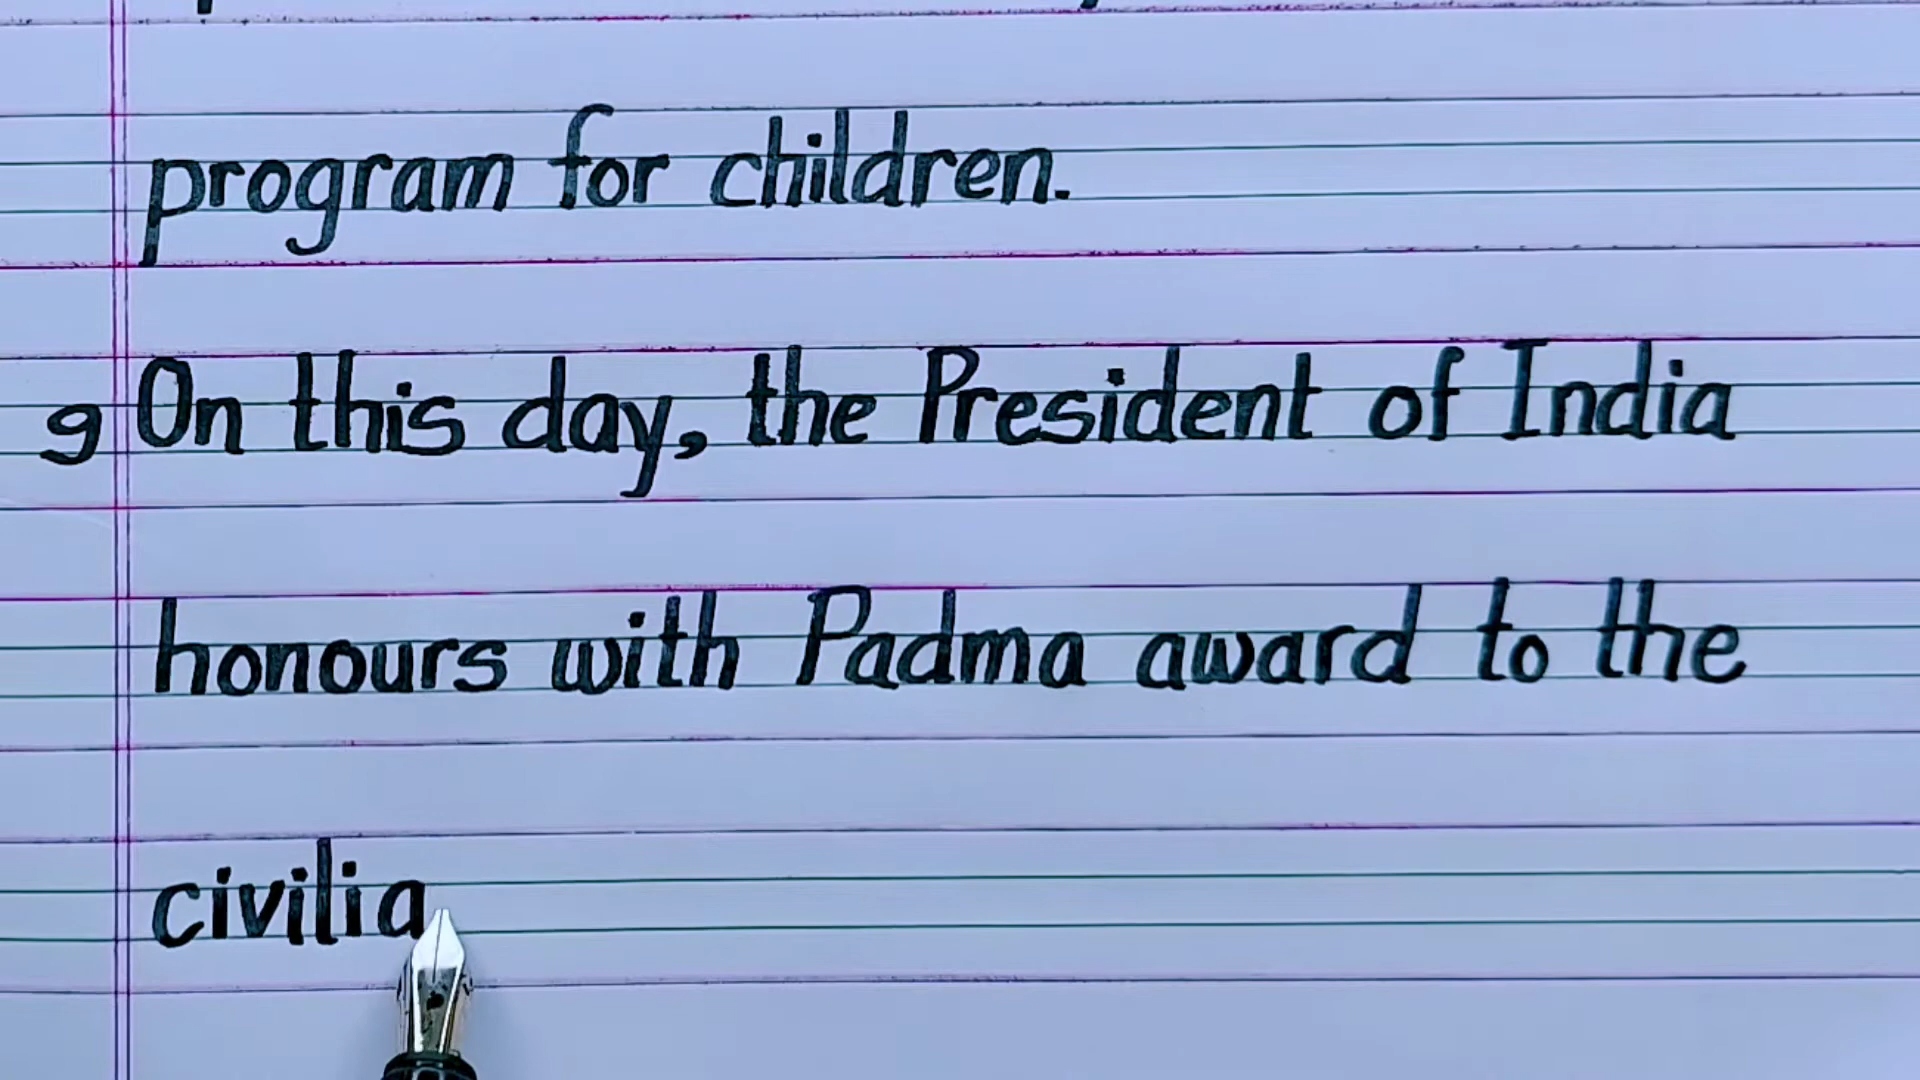 program for children.
9 On this day, the President of India
honours with Padma award to the
civilia